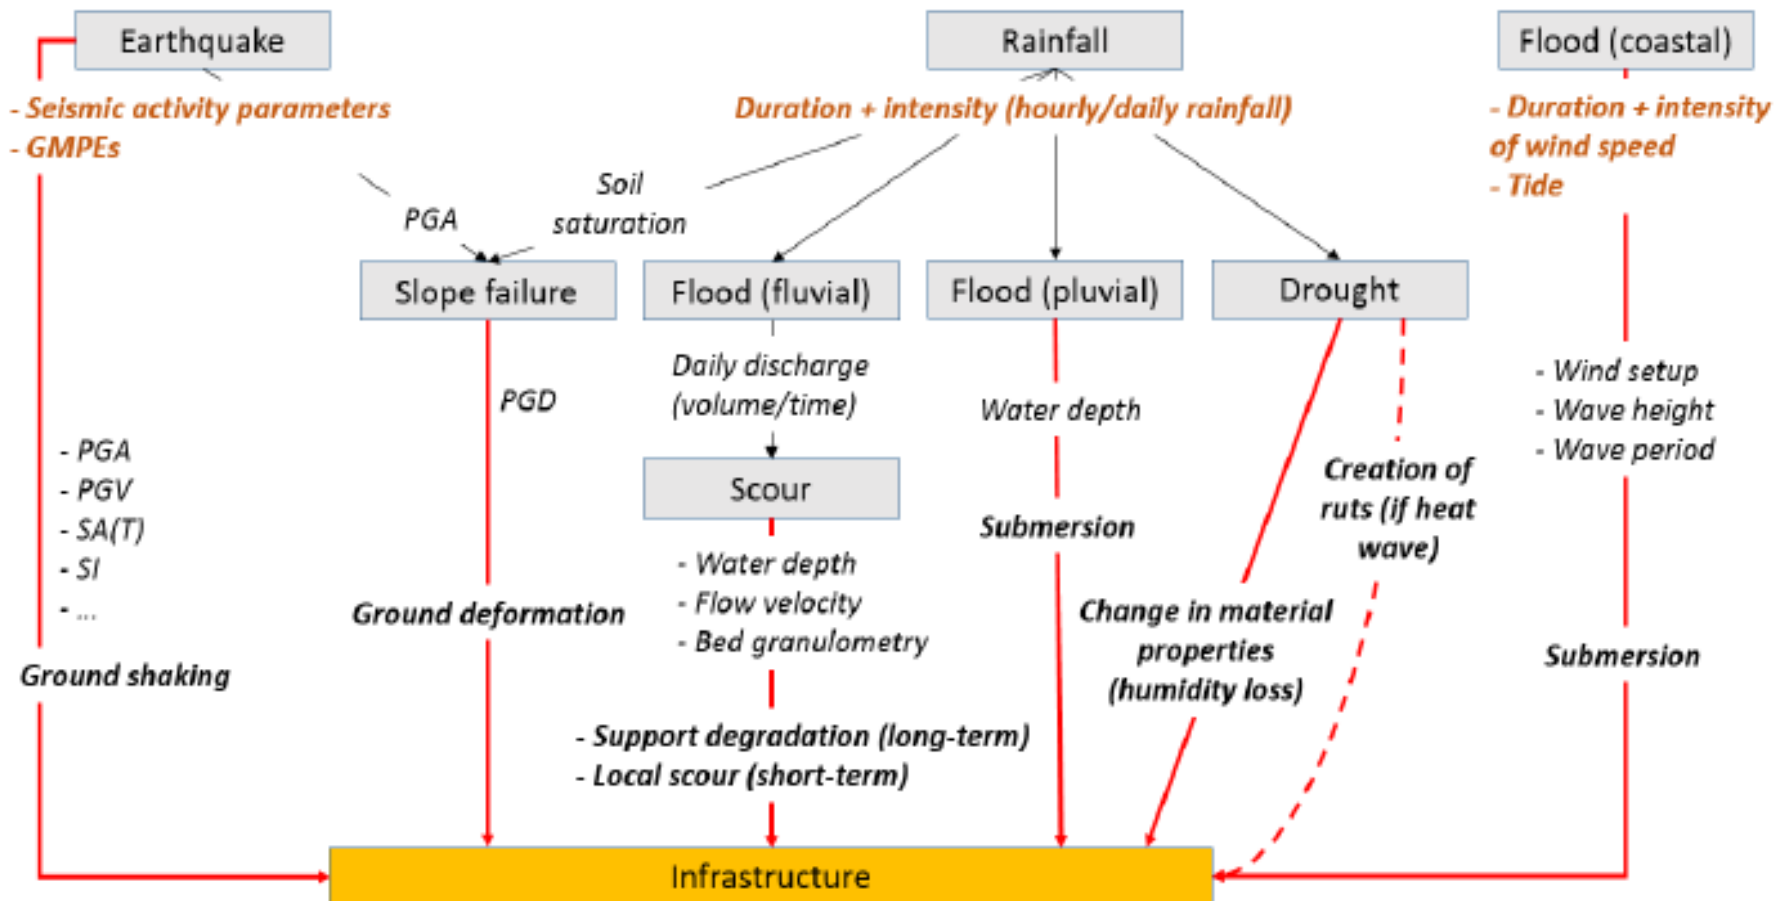 Earthquake
Rainfall
Flood (coastal)
- Seismic activity parameters
- GMPEs
Duration + intensity (hourly/daily rainfall)
- Duration + intensity
of wind speed
- Tide
PGA
Soil
saturation
Slope failure
Flood (fluvial)
Flood (pluvial)
Drought
PGD
Daily discharge
(volume/time)
Water depth
- Wind setup
- Wave height
- Wave period
- PGA
- PGV
- SA(T)
- SI
- ...
Scour
Creation of
ruts (if heat
wave)
Submersion
- Water depth
- Flow velocity
- Bed granulometry
Ground deformation
Change in material
properties
(humidity loss)
Ground shaking
Submersion
- Support degradation (long-term)
- Local scour (short-term)
Infrastructure